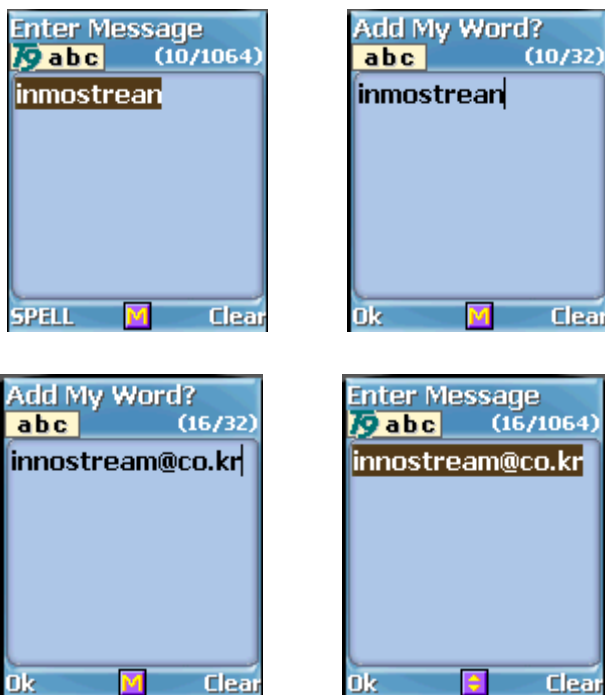 Enter Message
T9 abc (10/1064)
inmostrean
SPELL M Clear
Add My Word?
abc (10/32)
inmostrean
Ok M Clear
Add My Word?
abc (16/32)
innostream@co.kr
Ok M Clear
Enter Message
T9 abc (16/1064)
innostream@co.kr
Ok Clear